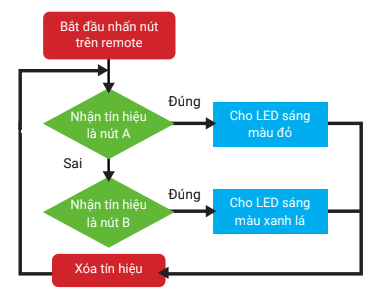 Bắt đầu nhấn nút
trên remote
Nhận tín hiệu
là nút A
Đúng
Cho LED sáng
màu đỏ
Sai
Nhận tín hiệu
là nút B
Đúng
Cho LED sáng
màu xanh lá
Xóa tín hiệu